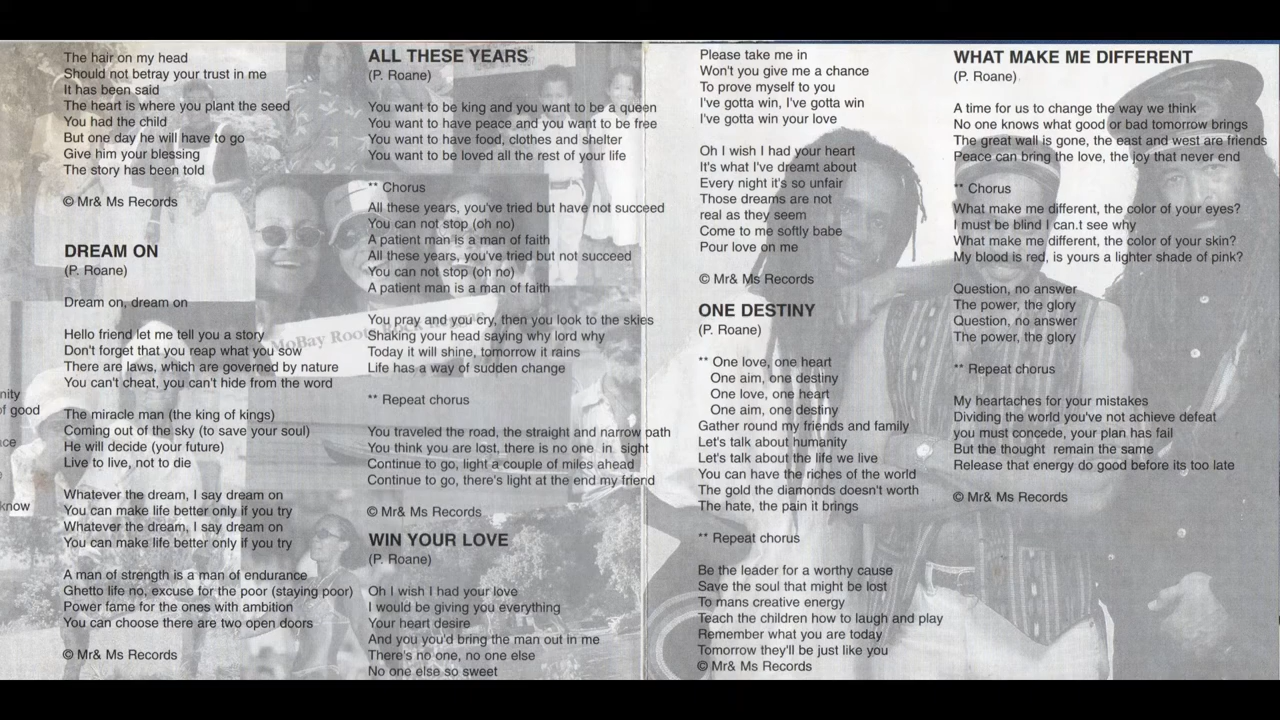 The hair on my head
Should not betray your trust in me
It has been said
The heart is where you plant the seed
You had the child
But one day he will have to go
Give him your blessing
The story has been told
© Mr& Ms Records
DREAM ON
(P. Roane)
Dream on, dream on
Hello friend let me tell you a story
Don't forget that you reap what you sow
There are laws, which are governed by nature
You can't cheat, you can't hide from the word
The miracle man (the king of kings)
Coming out of the sky (to save your soul)
He will decide (your future)
Live to live, not to die
Whatever the dream, I say dream on
You can make life better only if you try
Whatever the dream, I say dream on
You can make life better only if you try
A man of strength is a man of endurance
Ghetto life no, excuse for the poor (staying poor)
Power fame for the ones with ambition
You can choose there are two open doors
© Mr& Ms Records
nity
of good
ace
know
ALL THESE YEARS
(P. Roane)
You want to be king and you want to be a queen
You want to have peace and you want to be free
You want to have food, clothes and shelter
You want to be loved all the rest of your life
** Chorus
All these years, you've tried but have not succeed
You can not stop (oh no)
A patient man is a man of faith
All these years, you've tried but not succeed
You can not stop (oh no)
A patient man is a man of faith
You pray and you cry, then you look to the skies
Shaking your head saying why lord why
Today it will shine, tomorrow it rains
Life has a way of sudden change
** Repeat chorus
You traveled the road, the straight and narrow path
You think you are lost, there is no one in sight
Continue to go, light a couple of miles ahead
Continue to go, there's light at the end my friend
© Mr& Ms Records
MoBay Roots Rock
WIN YOUR LOVE
(P. Roane)
Oh I wish I had your love
I would be giving you everything
Your heart desire
And you you'd bring the man out in me
There's no one, no one else
No one else so sweet
Please take me in
Won't you give me a chance
To prove myself to you
I've gotta win, I've gotta win
I've gotta win your love
Oh I wish I had your heart
It's what I've dreamt about
Every night it's so unfair
Those dreams are not
real as they seem
Come to me softly babe
Pour love on me
© Mr& Ms Records
ONE DESTINY
(P. Roane)
** One love, one heart
One aim, one destiny
One love, one heart
One aim, one destiny
Gather round my friends and family
Let's talk about humanity
Let's talk about the life we live
You can have the riches of the world
The gold the diamonds doesn't worth
The hate, the pain it brings
** Repeat chorus
Be the leader for a worthy cause
Save the soul that might be lost
To mans creative energy
Teach the children how to laugh and play
Remember what you are today
Tomorrow they'll be just like you
© Mr& Ms Records
WHAT MAKE ME DIFFERENT
(P. Roane)
A time for us to change the way we think
No one knows what good or bad tomorrow brings
The great wall is gone, the east and west are friends
Peace can bring the love, the joy that never end
** Chorus
What make me different, the color of your eyes?
I must be blind I can.t see why
What make me different, the color of your skin?
My blood is red, is yours a lighter shade of pink?
Question, no answer
The power, the glory
Question, no answer
The power, the glory
** Repeat chorus
My heartaches for your mistakes
Dividing the world you've not achieve defeat
you must concede, your plan has fail
But the thought remain the same
Release that energy do good before its too late
© Mr& Ms Records